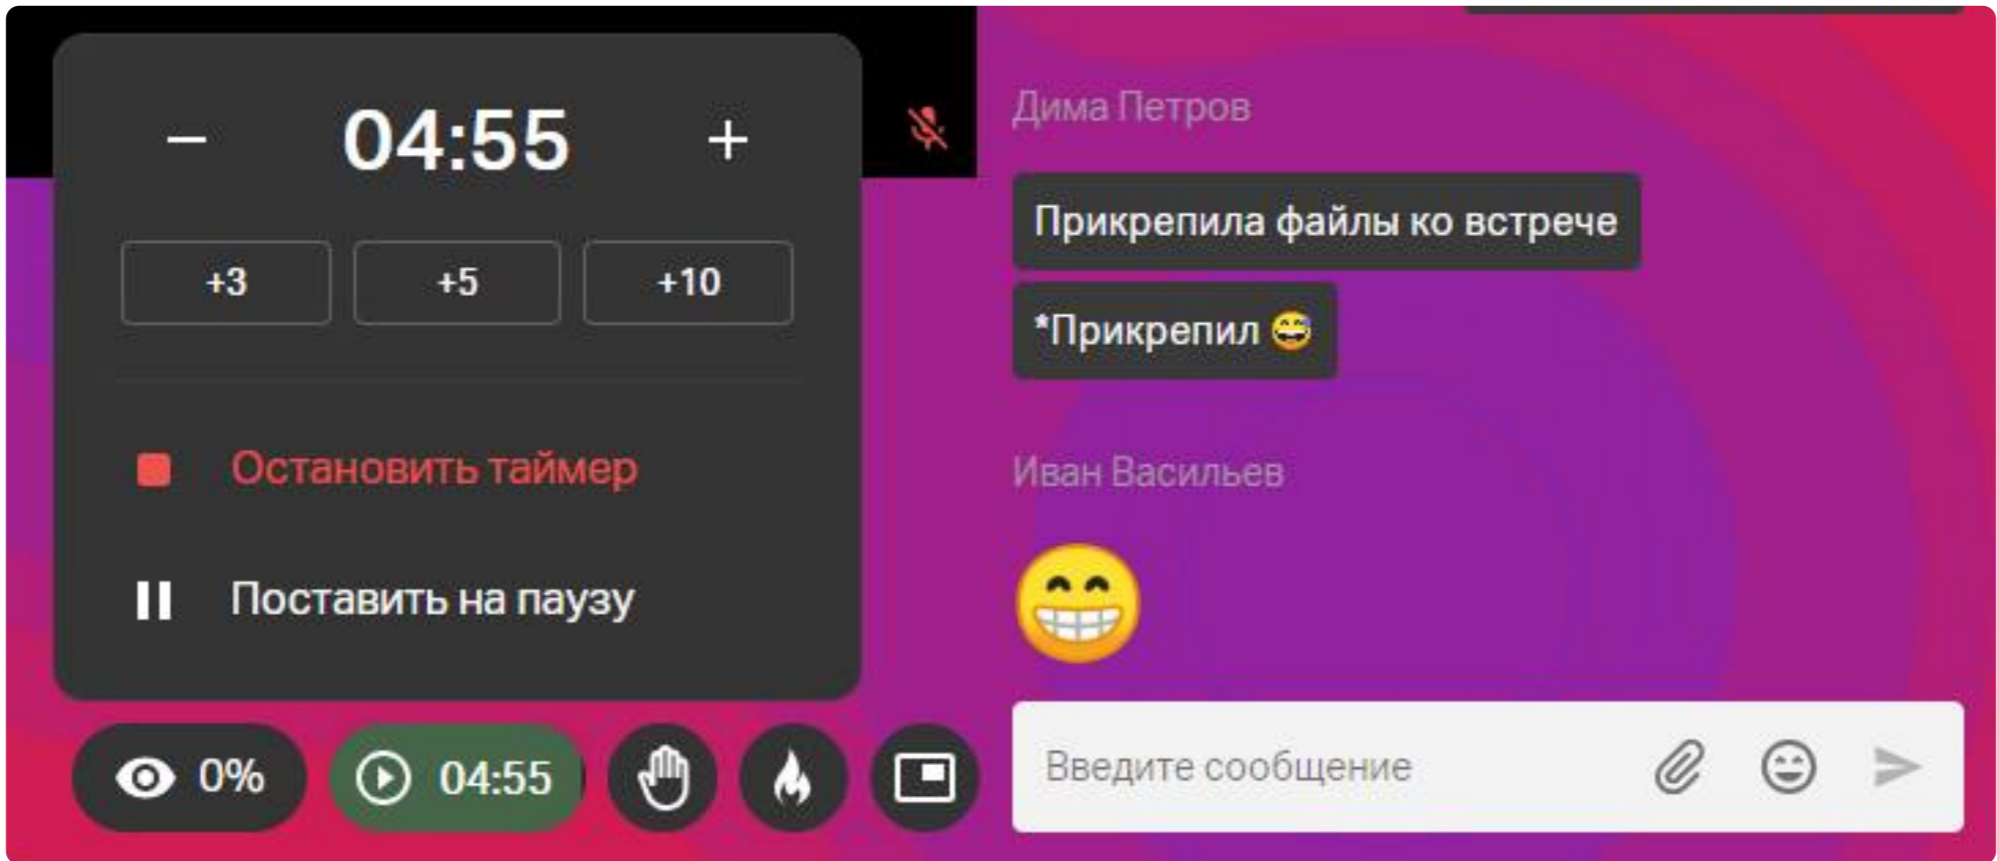 04:55
+3 +5 +10
Остановить таймер
Поставить на паузу
0% 04:55
Дима Петров
Прикрепила файлы ко встрече
*Прикрепил 😅
Иван Васильев
😁
Введите сообщение